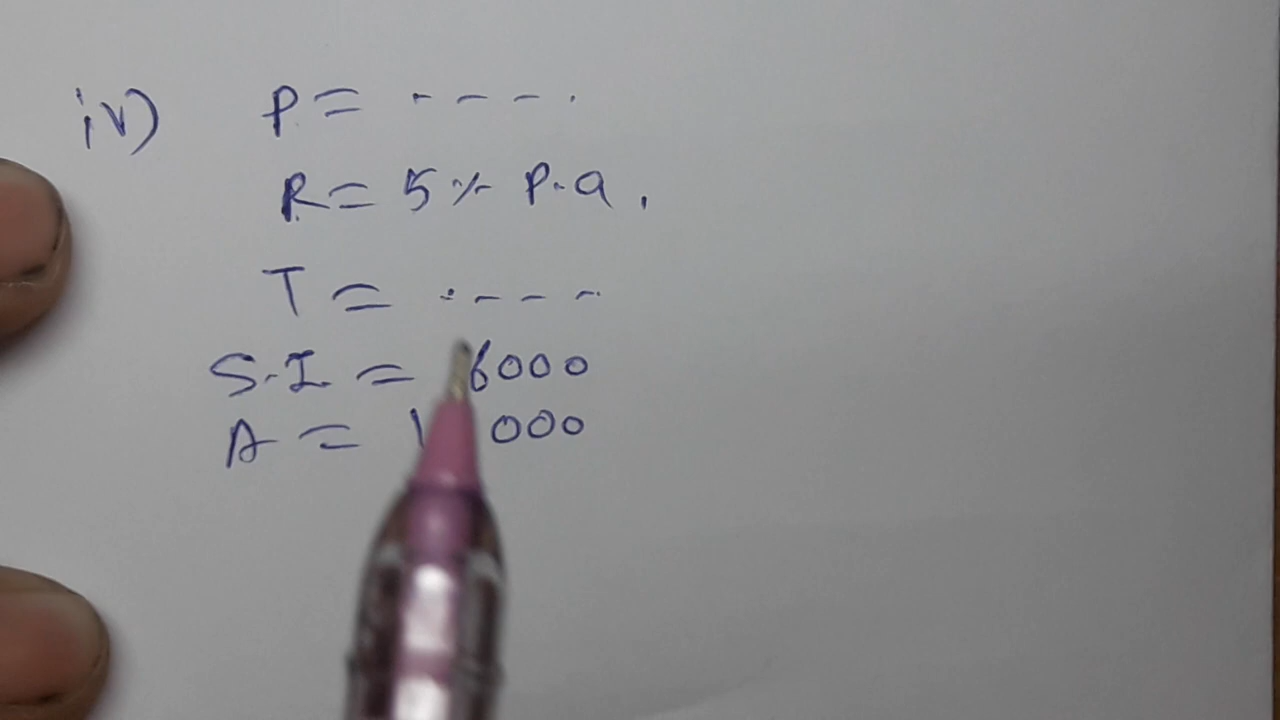 iv) P = ----.
R = 5% P.a.
T = ----
S.I = 6000
A =